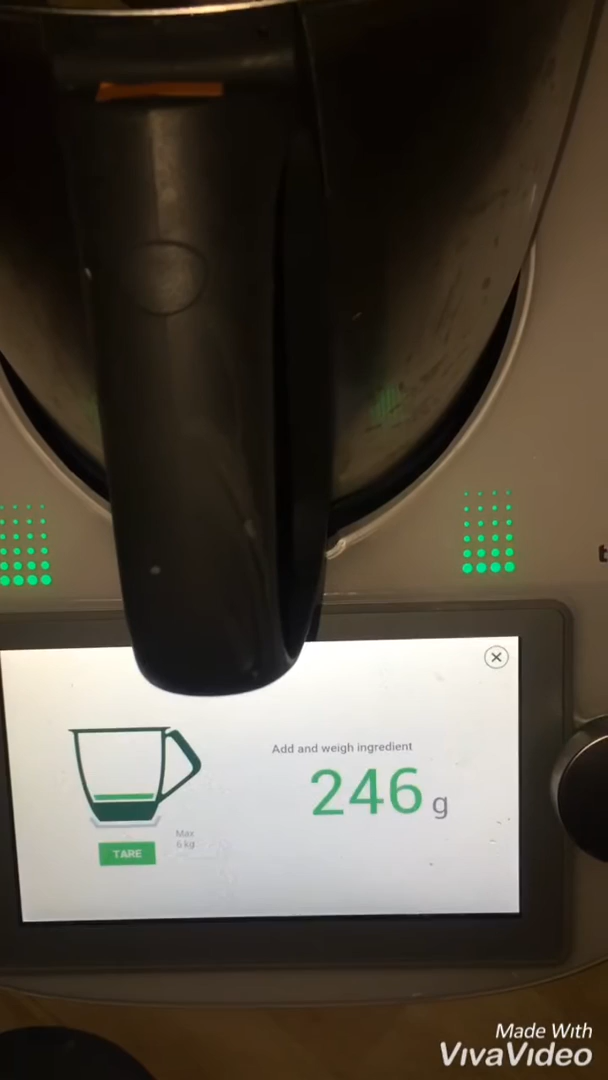 Add and weigh ingredient
246 g
Max
6 kg
TARE
t
Made With
VivaVideo